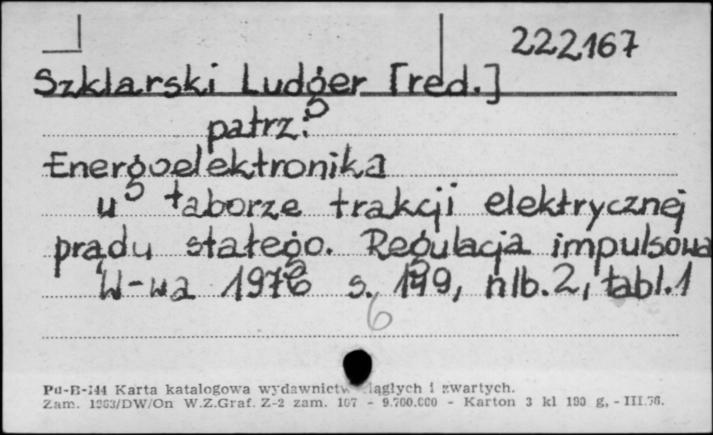 222167
Szklarski Ludger [red.]
patrz:
Energoelektronika
w taborze trakcji elektrycznej
prądu stałego. Regulacja impulsowa
W-wa 1976 s. 199, nlb. 2, tabl. 1
6
Pu-B-144 Karta katalogowa wydawnictw ciągłych i zwartych.
Zam. 1263/DW/On W.Z.Graf. Z-2 zam. 107 - 9.700.000 - Karton 3 kl 190 g, - III.76.